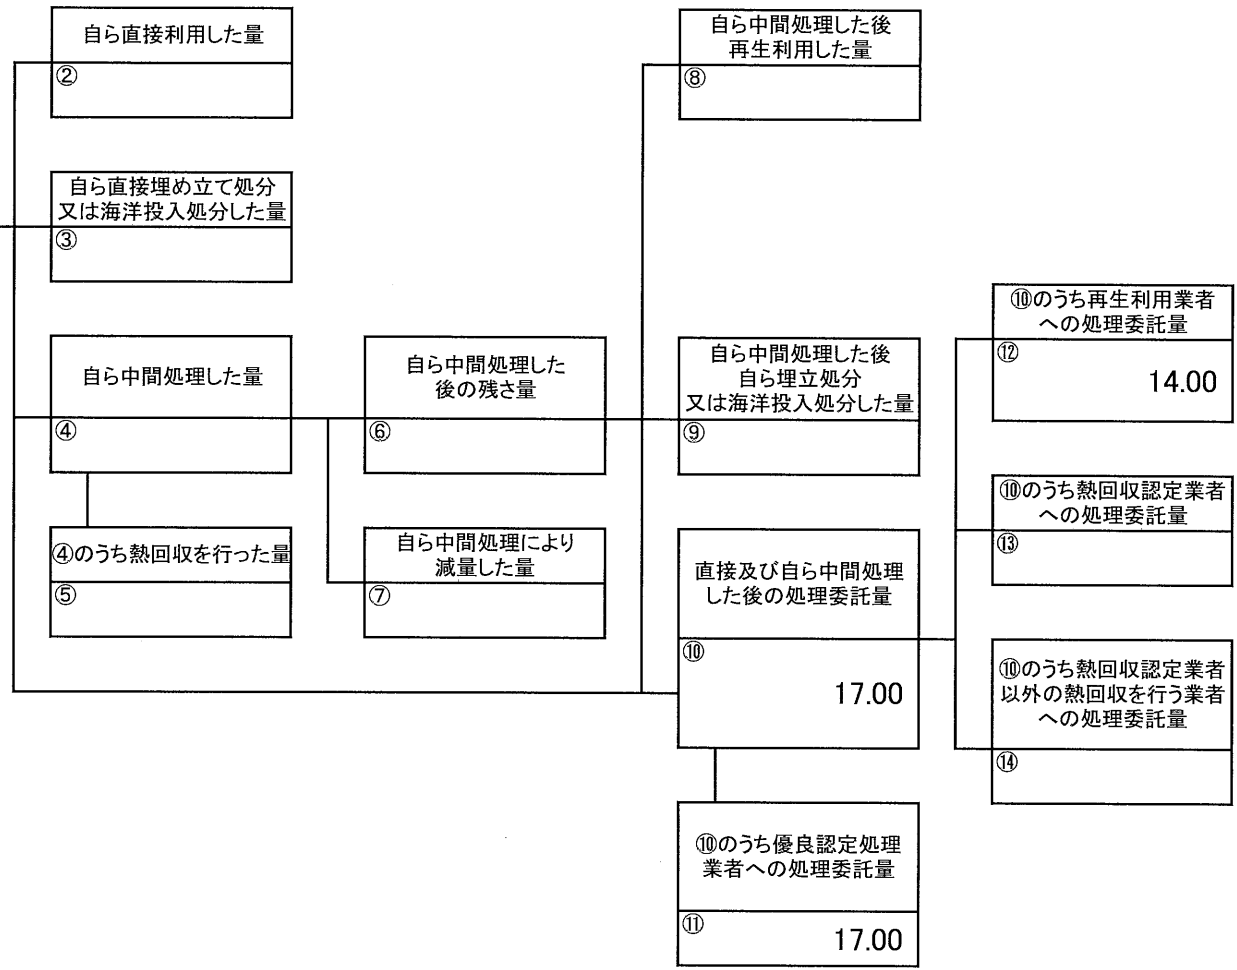 自ら直接利用した量
②
自ら直接埋め立て処分
又は海洋投入処分した量
③
自ら中間処理した量
④
④のうち熱回収を行った量
⑤
自ら中間処理した
後の残さ量
⑥
自ら中間処理により
減量した量
⑦
自ら中間処理した後
再生利用した量
⑧
自ら中間処理した後
自ら埋立処分
又は海洋投入処分した量
⑨
直接及び自ら中間処理
した後の処理委託量
⑩
17.00
⑩のうち優良認定処理
業者への処理委託量
⑪
17.00
⑩のうち再生利用業者
への処理委託量
⑫
14.00
⑩のうち熱回収認定業者
への処理委託量
⑬
⑩のうち熱回収認定業者
以外の熱回収を行う業者
への処理委託量
⑭